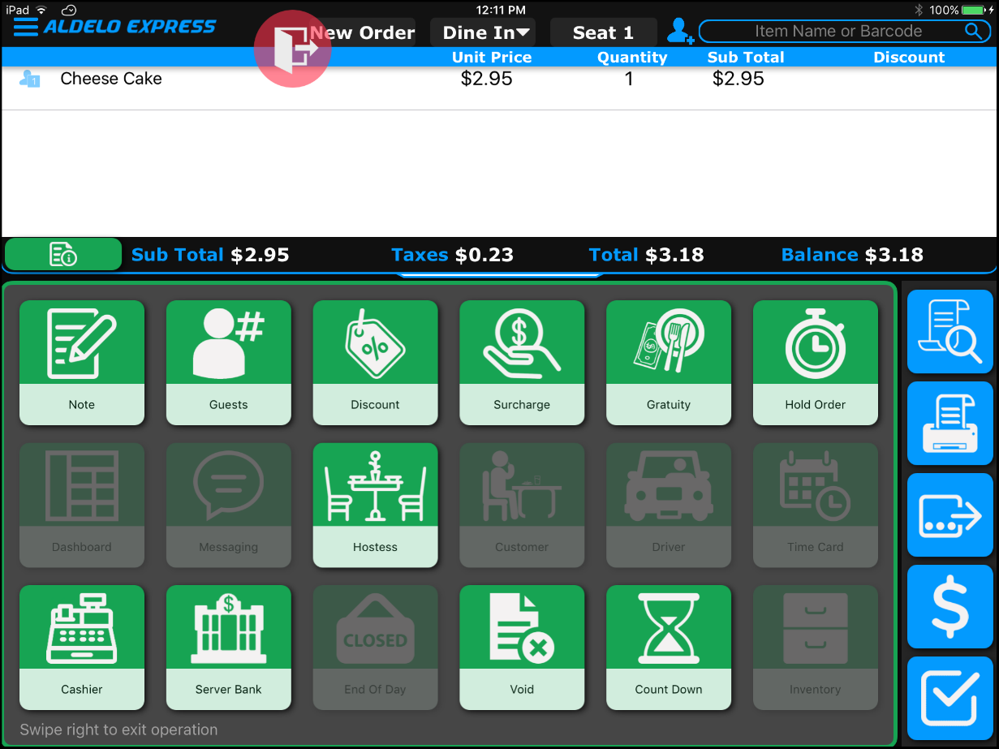 iPad 12:11 PM 100%
ALDELO EXPRESS New Order Dine In Seat 1 Item Name or Barcode
Unit Price Quantity Sub Total Discount
1 Cheese Cake $2.95 1 $2.95
Sub Total $2.95 Taxes $0.23 Total $3.18 Balance $3.18
# % $ $
Note Guests Discount Surcharge Gratuity Hold Order
Dashboard Messaging Hostess Customer Driver Time Card
$ CLOSED $
Cashier Server Bank End Of Day Void Count Down Inventory
Swipe right to exit operation